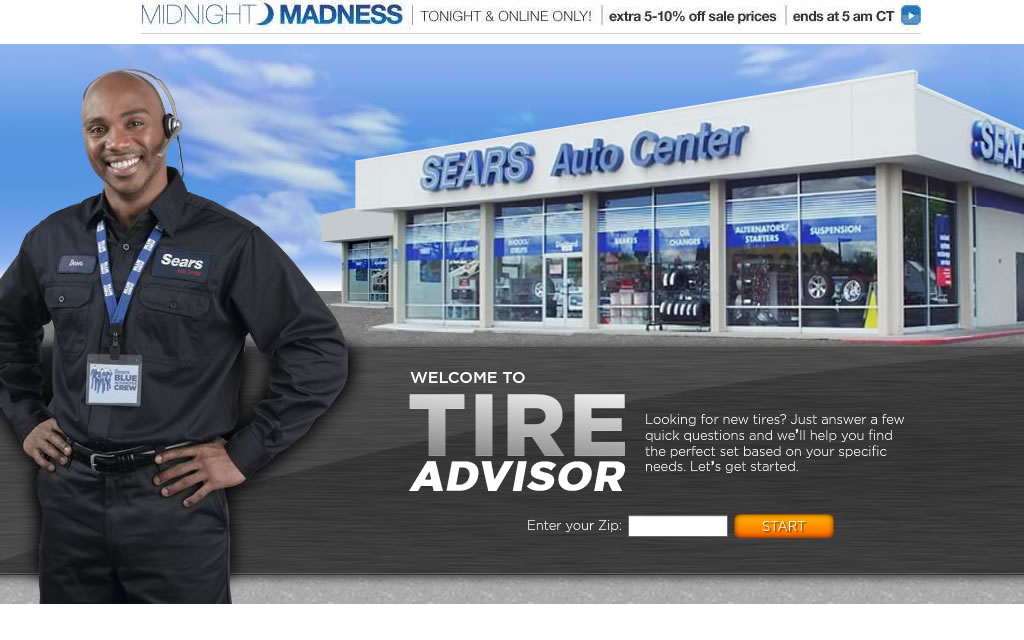 MIDNIGHT MADNESS | TONIGHT & ONLINE ONLY! | extra 5-10% off sale prices | ends at 5 am CT
SEARS Auto Center
SEAR
SHOCKS/
STRUTS
BRAKES
OIL
CHANGES
ALTERNATORS/
STARTERS
SUSPENSION
Sears
Sears
BLUE
CREW
WELCOME TO
TIRE
ADVISOR
Looking for new tires? Just answer a few
quick questions and we'll help you find
the perfect set based on your specific
needs. Let's get started.
Enter your Zip:
START